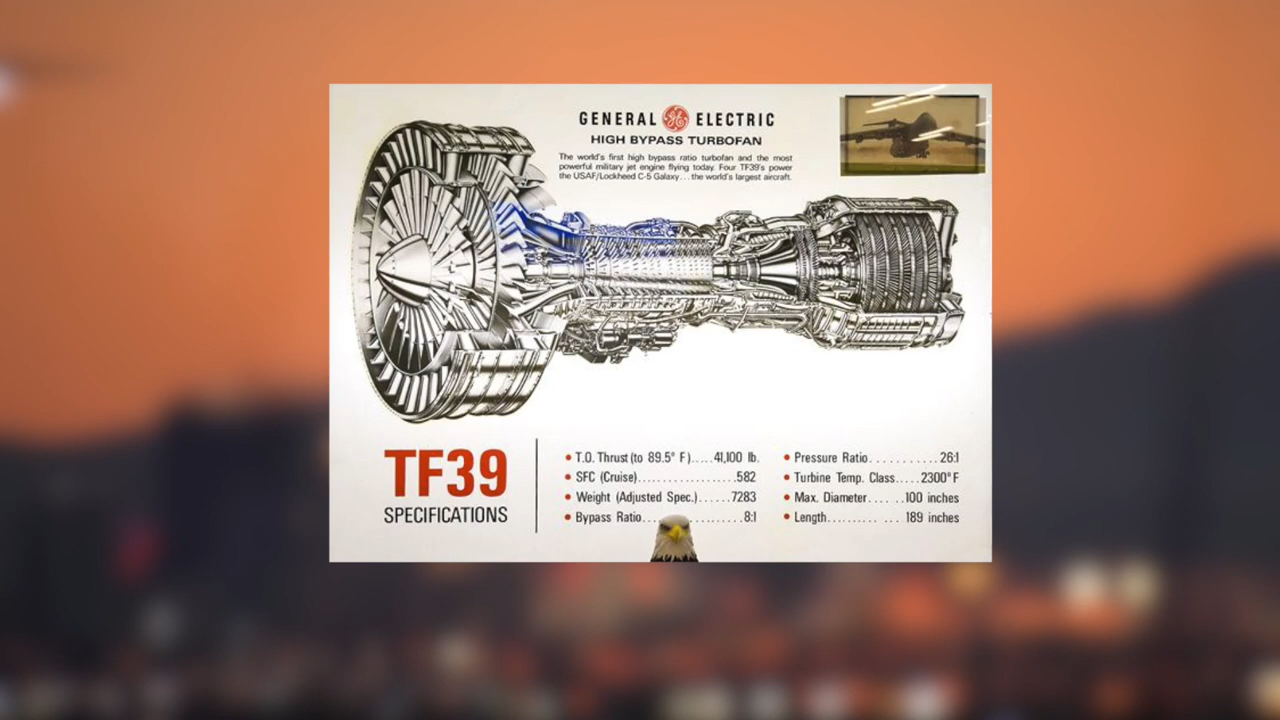 GENERAL GE ELECTRIC
HIGH BYPASS TURBOFAN
The world's first high bypass ratio turbofan and the most
powerful military jet engine flying today. Four TF39's power
the USAF/Lockheed C-5 Galaxy...the world's largest aircraft.
TF39
SPECIFICATIONS
• T.O. Thrust (to 89.5° F).....41,100 lb.
• SFC (Cruise)....................582
• Weight (Adjusted Spec.)......7283
• Bypass Ratio....................8:1
• Pressure Ratio..........26:1
• Turbine Temp. Class.....2300° F
• Max. Diameter......100 inches
• Length............189 inches